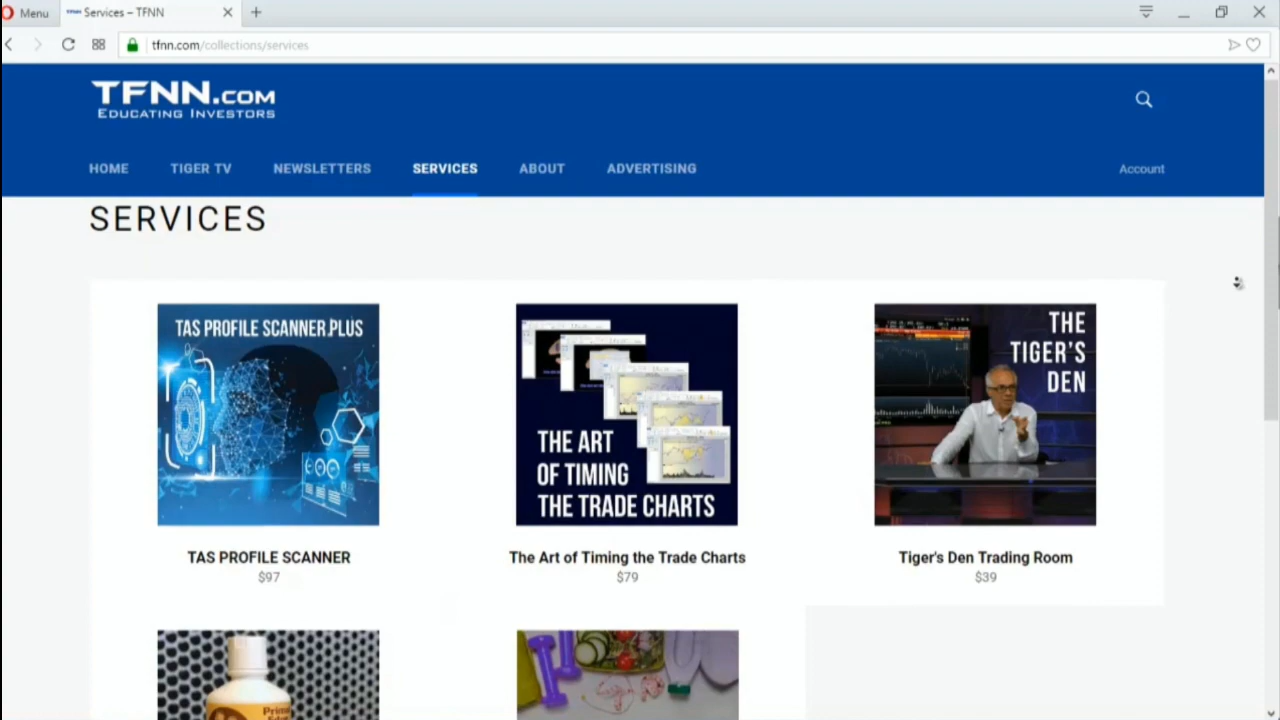 Menu
Services – TFNN
tfnn.com/collections/services
TFNN.COM
EDUCATING INVESTORS
HOME
TIGER TV
NEWSLETTERS
SERVICES
ABOUT
ADVERTISING
Account
SERVICES
TAS PROFILE SCANNER PLUS
THE ART
OF TIMING
THE TRADE CHARTS
THE
TIGER'S
DEN
TAS PROFILE SCANNER
$97
The Art of Timing the Trade Charts
$79
Tiger's Den Trading Room
$39